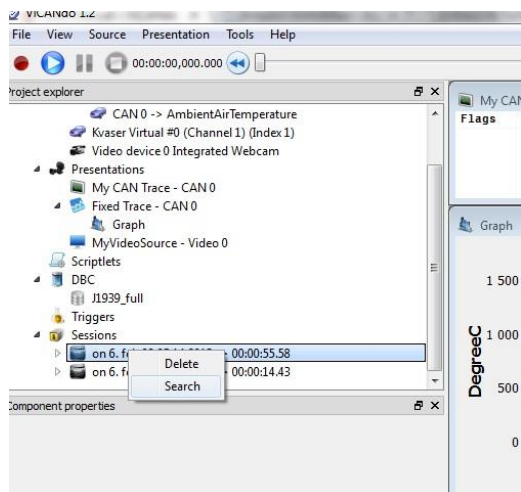 VICANdo 1.2
File View Source Presentation Tools Help
00:00:00,000.000
Project explorer
CAN 0 -> AmbientAirTemperature
Kvaser Virtual #0 (Channel 1) (Index 1)
Video device 0 Integrated Webcam
Presentations
My CAN Trace - CAN 0
Fixed Trace - CAN 0
Graph
MyVideoSource - Video 0
Scriptlets
DBC
J1939_full
Triggers
Sessions
on 6. 00:00:55.58
on 6. 00:00:14.43
Delete
Search
Component properties
My CAN
Flags
Graph
1 500
1 000
500
0
DegreeC